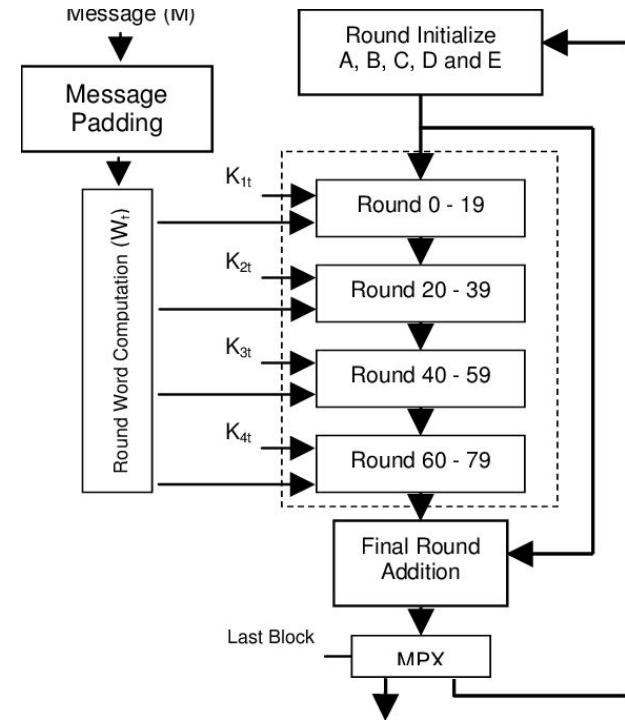 Message (M)
Round Initialize
A, B, C, D and E
Message
Padding
K1t
Round 0 - 19
Round Word Computation (Wt)
K2t
Round 20 - 39
K3t
Round 40 - 59
K4t
Round 60 - 79
Final Round
Addition
Last Block
MPX